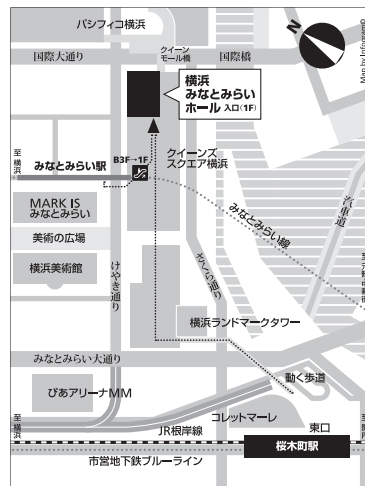 パシフィコ横浜
N
Map by Infogram©
国際大通り
クイーン
モール橋
国際橋
横浜
みなとみらい
ホール 入口(1F)
至横浜
みなとみらい駅
B3F→1F
クイーンズ
スクエア横浜
MARK IS
みなとみらい
美術の広場
横浜美術館
けやき通り
みなとみらい線
汽車道
さくら通り
横浜ランドマークタワー
みなとみらい大通り
動く歩道
ぴあアリーナMM
コレットマーレ
東口
至横浜
JR根岸線
桜木町駅
市営地下鉄ブルーライン